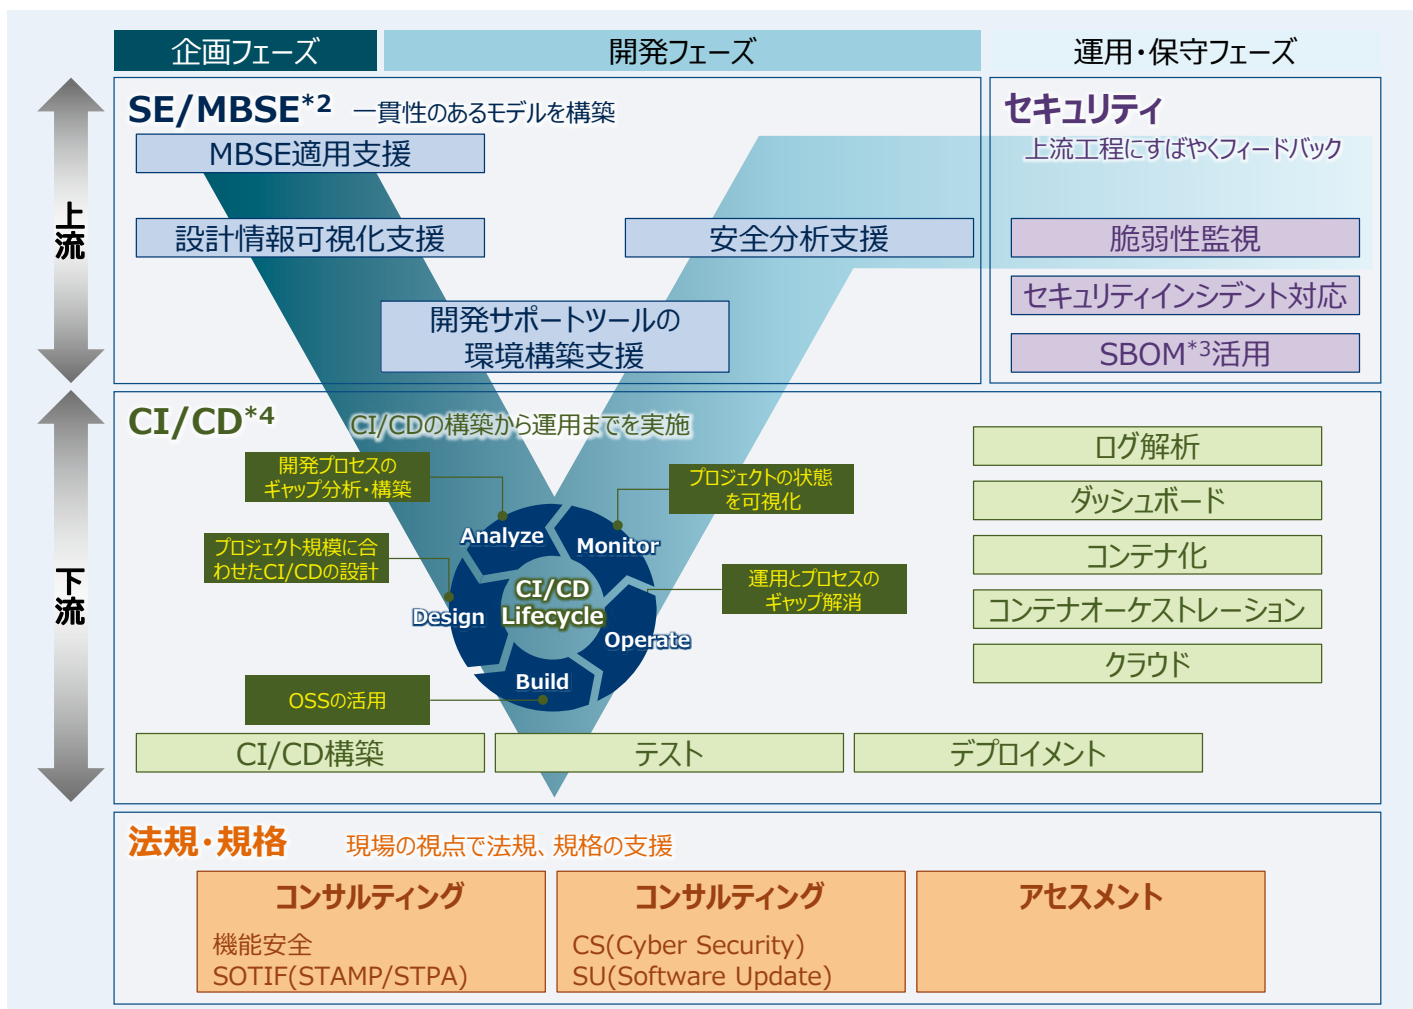 企画フェーズ
開発フェーズ
運用・保守フェーズ
上流
SE/MBSE*2 一貫性のあるモデルを構築
MBSE適用支援
設計情報可視化支援
安全分析支援
開発サポートツールの
環境構築支援
セキュリティ
上流工程にすばやくフィードバック
脆弱性監視
セキュリティインシデント対応
SBOM*3活用
下流
CI/CD*4 CI/CDの構築から運用までを実施
開発プロセスの
ギャップ分析・構築
プロジェクトの状態
を可視化
プロジェクト規模に合
わせたCI/CDの設計
運用とプロセスの
ギャップ解消
OSSの活用
Analyze
Monitor
Design
Operate
Build
CI/CD
Lifecycle
ログ解析
ダッシュボード
コンテナ化
コンテナオーケストレーション
クラウド
CI/CD構築
テスト
デプロイメント
法規・規格 現場の視点で法規、規格の支援
コンサルティング
機能安全
SOTIF(STAMP/STPA)
コンサルティング
CS(Cyber Security)
SU(Software Update)
アセスメント